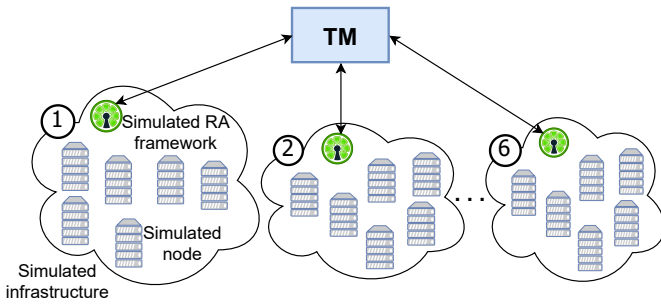 TM
1
Simulated RA
framework
2
6
. . .
Simulated
node
Simulated
infrastructure